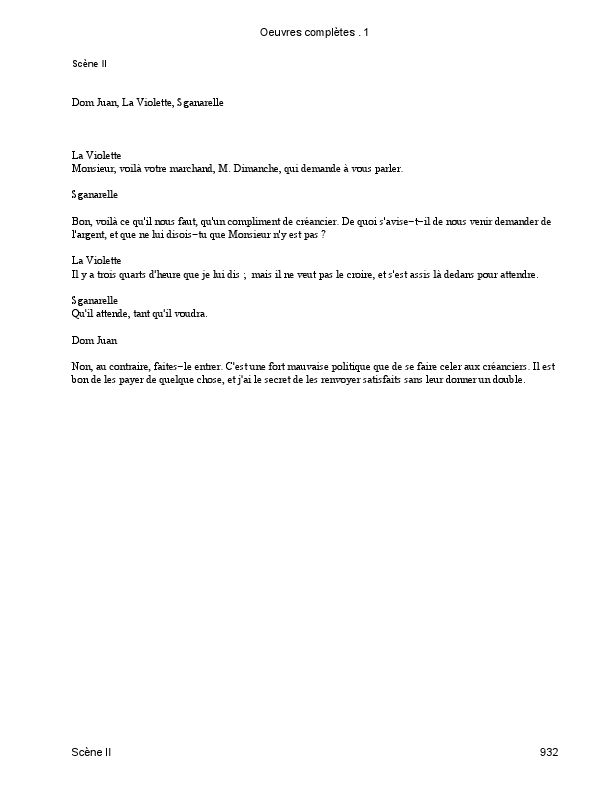 Oeuvres complètes . 1
Scène II
Dom Juan, La Violette, Sganarelle
La Violette
Monsieur, voilà votre marchand, M. Dimanche, qui demande à vous parler.
Sganarelle
Bon, voilà ce qu'il nous faut, qu'un compliment de créancier. De quoi s'avise−t−il de nous venir demander de
l'argent, et que ne lui disois−tu que Monsieur n'y est pas ?
La Violette
Il y a trois quarts d'heure que je lui dis ; mais il ne veut pas le croire, et s'est assis là dedans pour attendre.
Sganarelle
Qu'il attende, tant qu'il voudra.
Dom Juan
Non, au contraire, faites−le entrer. C'est une fort mauvaise politique que de se faire celer aux créanciers. Il est
bon de les payer de quelque chose, et j'ai le secret de les renvoyer satisfaits sans leur donner un double.
Scène II 932